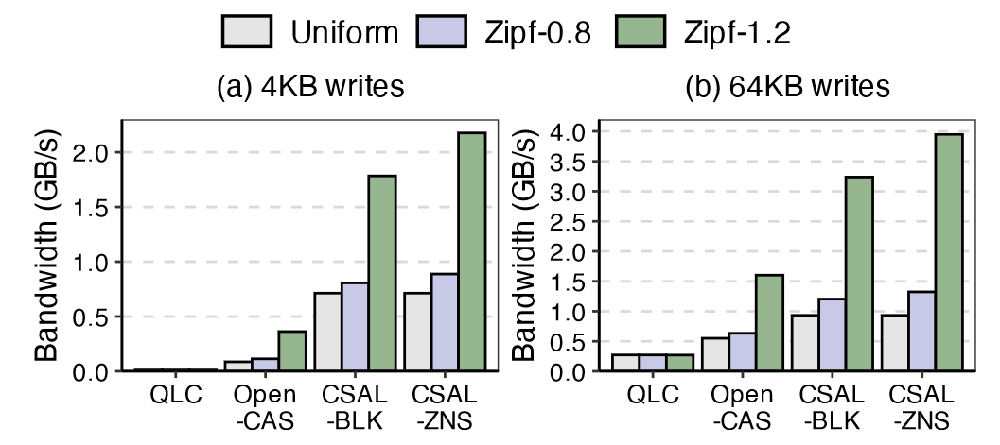 Uniform Zipf-0.8 Zipf-1.2
(a) 4KB writes
Bandwidth (GB/s)
2.0
1.5
1.0
0.5
0.0
QLC Open CSAL CSAL
-CAS -BLK -ZNS
(b) 64KB writes
Bandwidth (GB/s)
4.0
3.5
3.0
2.5
2.0
1.5
1.0
0.5
0.0
QLC Open CSAL CSAL
-CAS -BLK -ZNS